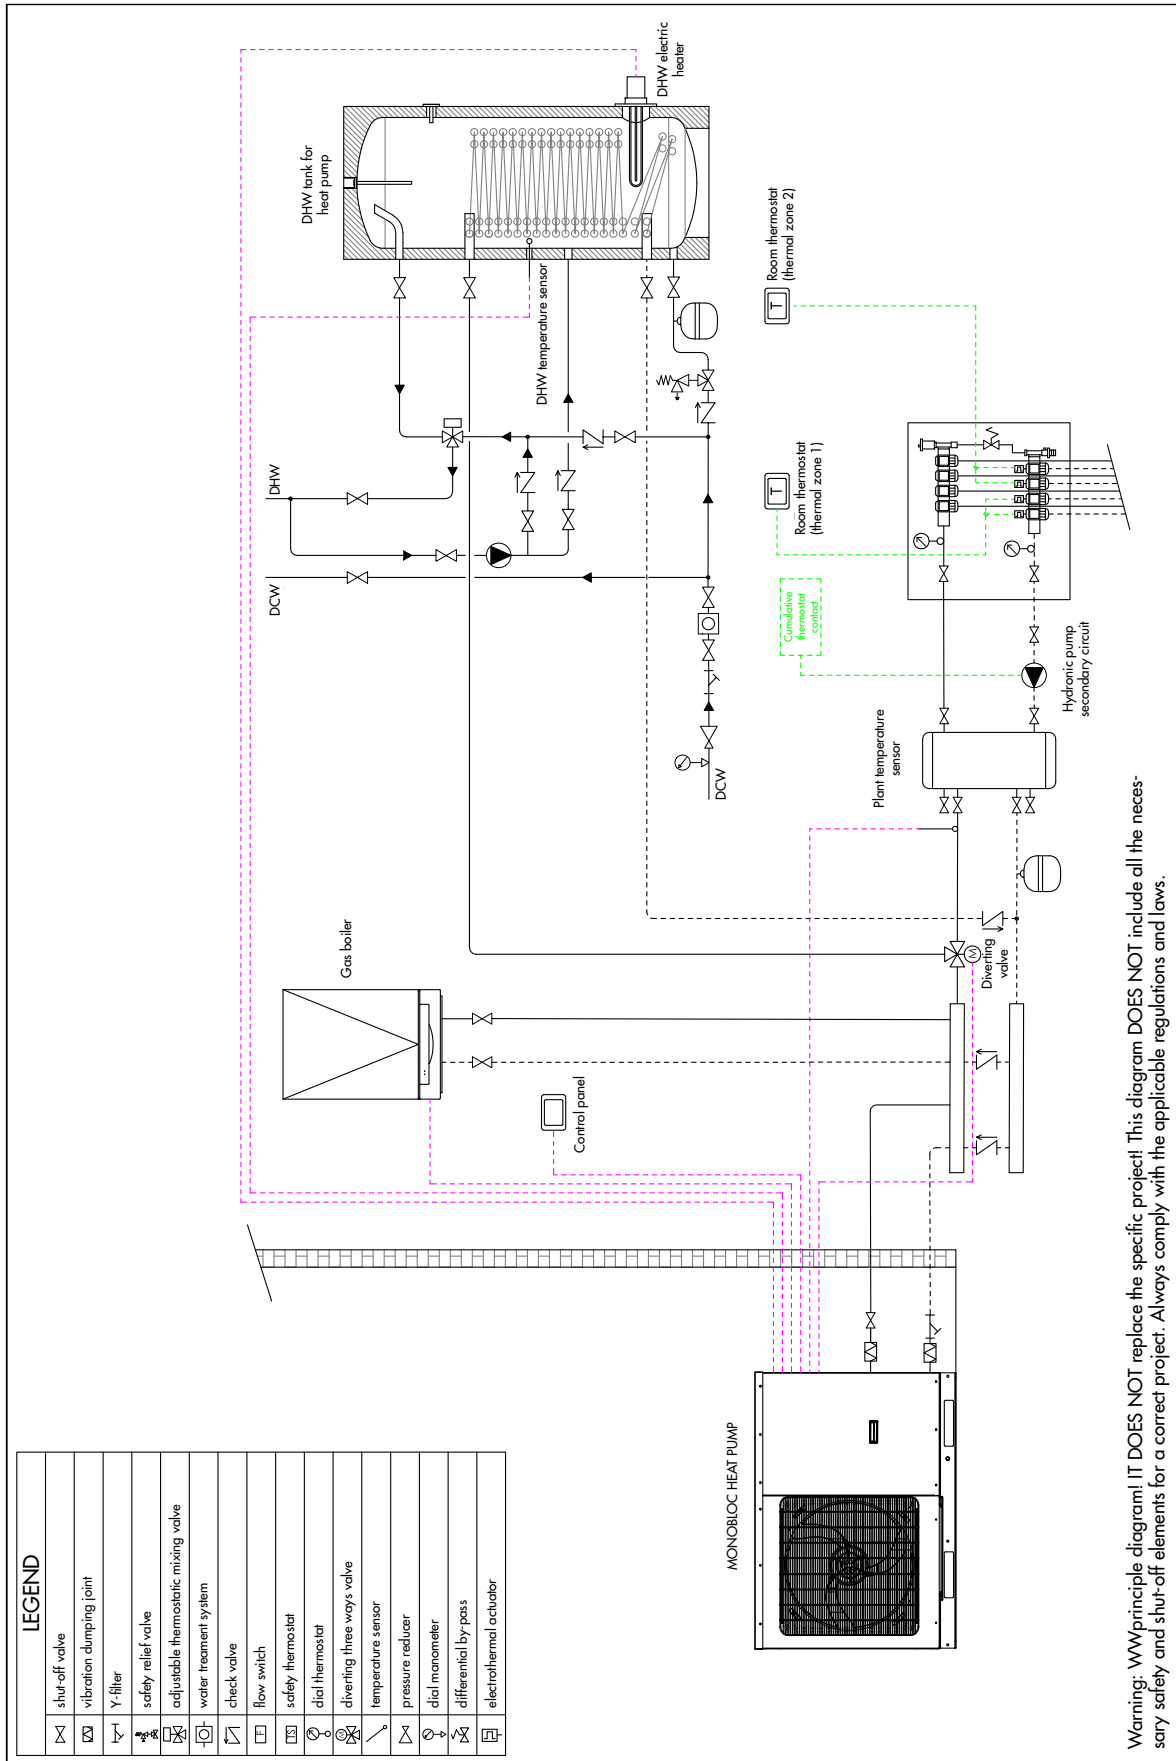 LEGEND
shut-off valve
vibration dumping joint
Y-filter
safety relief valve
adjustable thermostatic mixing valve
water treament system
check valve
F
flow switch
TS
safety thermostat
dial thermostat
M
diverting three ways valve
temperature sensor
pressure reducer
dial manometer
differential by-pass
electrothermal actuator
MONOBLOC HEAT PUMP
Control panel
Gas boiler
M
Diverting
valve
Plant temperature
sensor
Hydronic pump
secondary circuit
Cumulative
thermostat
contact
T
Room thermostat
(thermal zone 1)
T
Room thermostat
(thermal zone 2)
DCW
DCW
DHW
DHW temperature sensor
DHW tank for
heat pump
DHW electric
heater
Warning: WWprinciple diagram! IT DOES NOT replace the specific project! This diagram DOES NOT include all the neces-
sary safety and shut-off elements for a correct project. Always comply with the applicable regulations and laws.